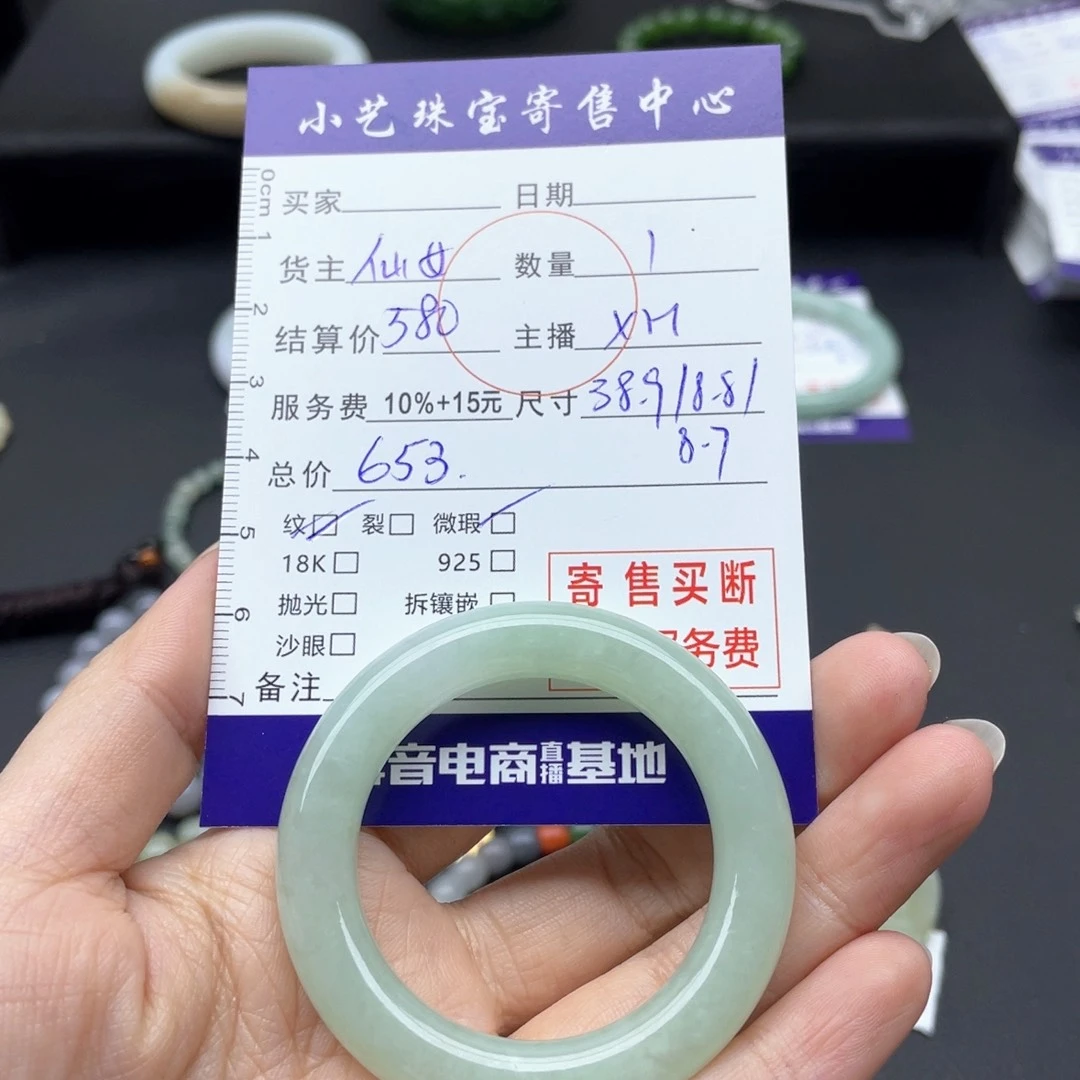 小艺珠宝寄售中心
买家 日期
货主 仙女 数量 1
结算价 580 主播 XH
服务费 10%+15元 尺寸 38.9/8.8/
8.7
总价 653.
纹 裂 微瑕
18K 925
抛光 拆镶嵌
沙眼
寄售买断
务费
备注
音电商直播基地
0cm 1 2 3 4 5 6 7